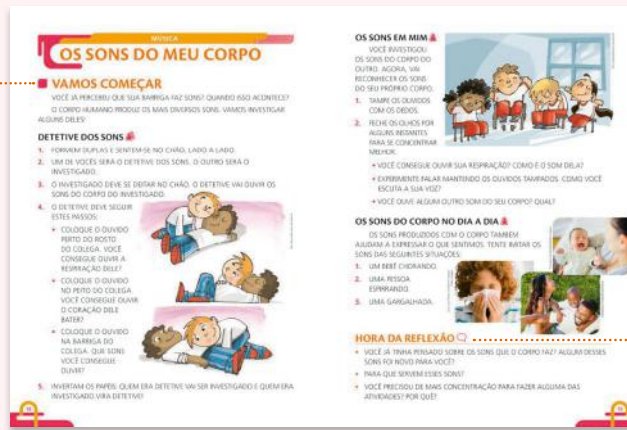 MÚSICA
OS SONS DO MEU CORPO
VAMOS COMEÇAR
VOCÊ JÁ PERCEBEU QUE SUA BARRIGA FAZ SONS? QUANDO ISSO ACONTECE?
O CORPO HUMANO PRODUZ OS MAIS DIVERSOS SONS. VAMOS INVESTIGAR
ALGUNS DELES!
DETETIVE DOS SONS
1. FORMEM DUPLAS E SENTEM-SE NO CHÃO, LADO A LADO.
2. UM DE VOCÊS SERÁ O DETETIVE DOS SONS. O OUTRO SERÁ O
INVESTIGADO.
3. O INVESTIGADO DEVE SE DEITAR NO CHÃO. O DETETIVE VAI OUVIR OS
SONS DO CORPO DO INVESTIGADO.
4. O DETETIVE DEVE SEGUIR
ESTES PASSOS:
• COLOQUE O OUVIDO
PERTO DO ROSTO
DO COLEGA. VOCÊ
CONSEGUE OUVIR A
RESPIRAÇÃO DELE?
• COLOQUE O OUVIDO
NO PEITO DO COLEGA.
VOCÊ CONSEGUE OUVIR
O CORAÇÃO DELE
BATER?
• COLOQUE O OUVIDO
NA BARRIGA DO
COLEGA. QUE SONS
VOCÊ CONSEGUE
OUVIR?
5. INVERTAM OS PAPÉIS: QUEM ERA DETETIVE VAI SER INVESTIGADO E QUEM ERA
INVESTIGADO VIRA DETETIVE!
OS SONS EM MIM
VOCÊ INVESTIGOU
OS SONS DO CORPO DO
OUTRO. AGORA, VAI
RECONHECER OS SONS
DO SEU PRÓPRIO CORPO.
1. TAMPE OS OUVIDOS
COM OS DEDOS.
2. FECHE OS OLHOS POR
ALGUNS INSTANTES
PARA SE CONCENTRAR
MELHOR.
• VOCÊ CONSEGUE OUVIR SUA RESPIRAÇÃO? COMO É O SOM DELA?
• EXPERIMENTE FALAR MANTENDO OS OUVIDOS TAMPADOS. COMO VOCÊ
ESCUTA A SUA VOZ?
• VOCÊ OUVE ALGUM OUTRO SOM DO SEU CORPO? QUAL?
OS SONS DO CORPO NO DIA A DIA
OS SONS PRODUZIDOS COM O CORPO TAMBÉM
AJUDAM A EXPRESSAR O QUE SENTIMOS. TENTE IMITAR OS
SONS DAS SEGUINTES SITUAÇÕES:
1. UM BEBÊ CHORANDO.
2. UMA PESSOA
ESPIRRANDO.
3. UMA GARGALHADA.
HORA DA REFLEXÃO
• VOCÊ JÁ TINHA PENSADO SOBRE OS SONS QUE O CORPO FAZ? ALGUM DESSES
SONS FOI NOVO PARA VOCÊ?
• PARA QUE SERVEM ESSES SONS?
• VOCÊ PRECISOU DE MAIS CONCENTRAÇÃO PARA FAZER ALGUMA DAS
ATIVIDADES? POR QUÊ?